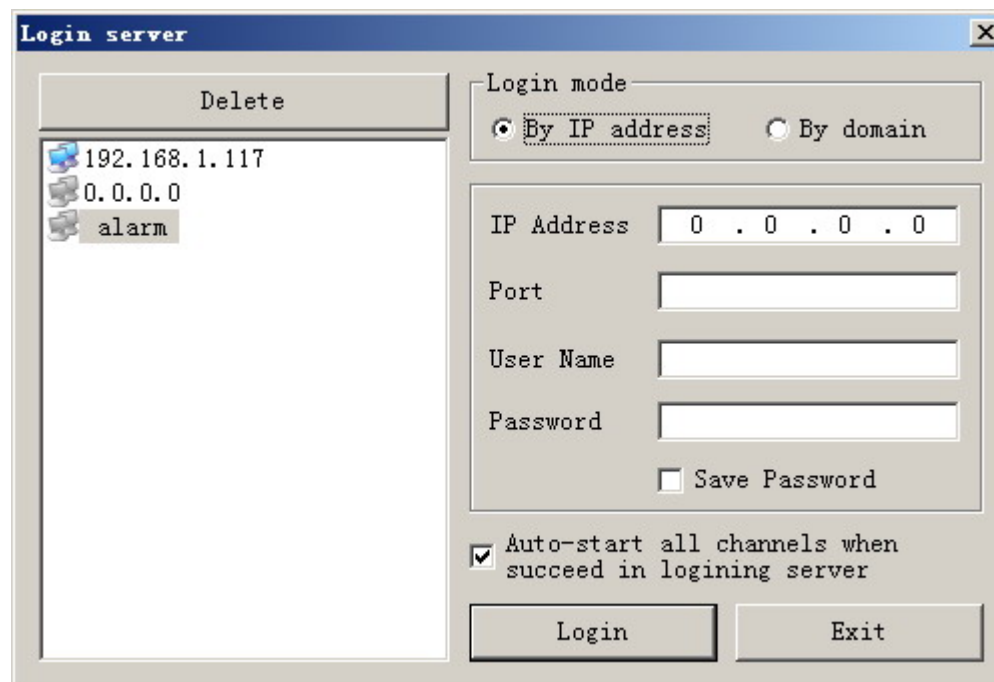 Login server
Delete
192.168.1.117
0.0.0.0
alarm
Login mode
By IP address
By domain
IP Address 0 . 0 . 0 . 0
Port
User Name
Password
Save Password
Auto-start all channels when
succeed in logining server
Login
Exit